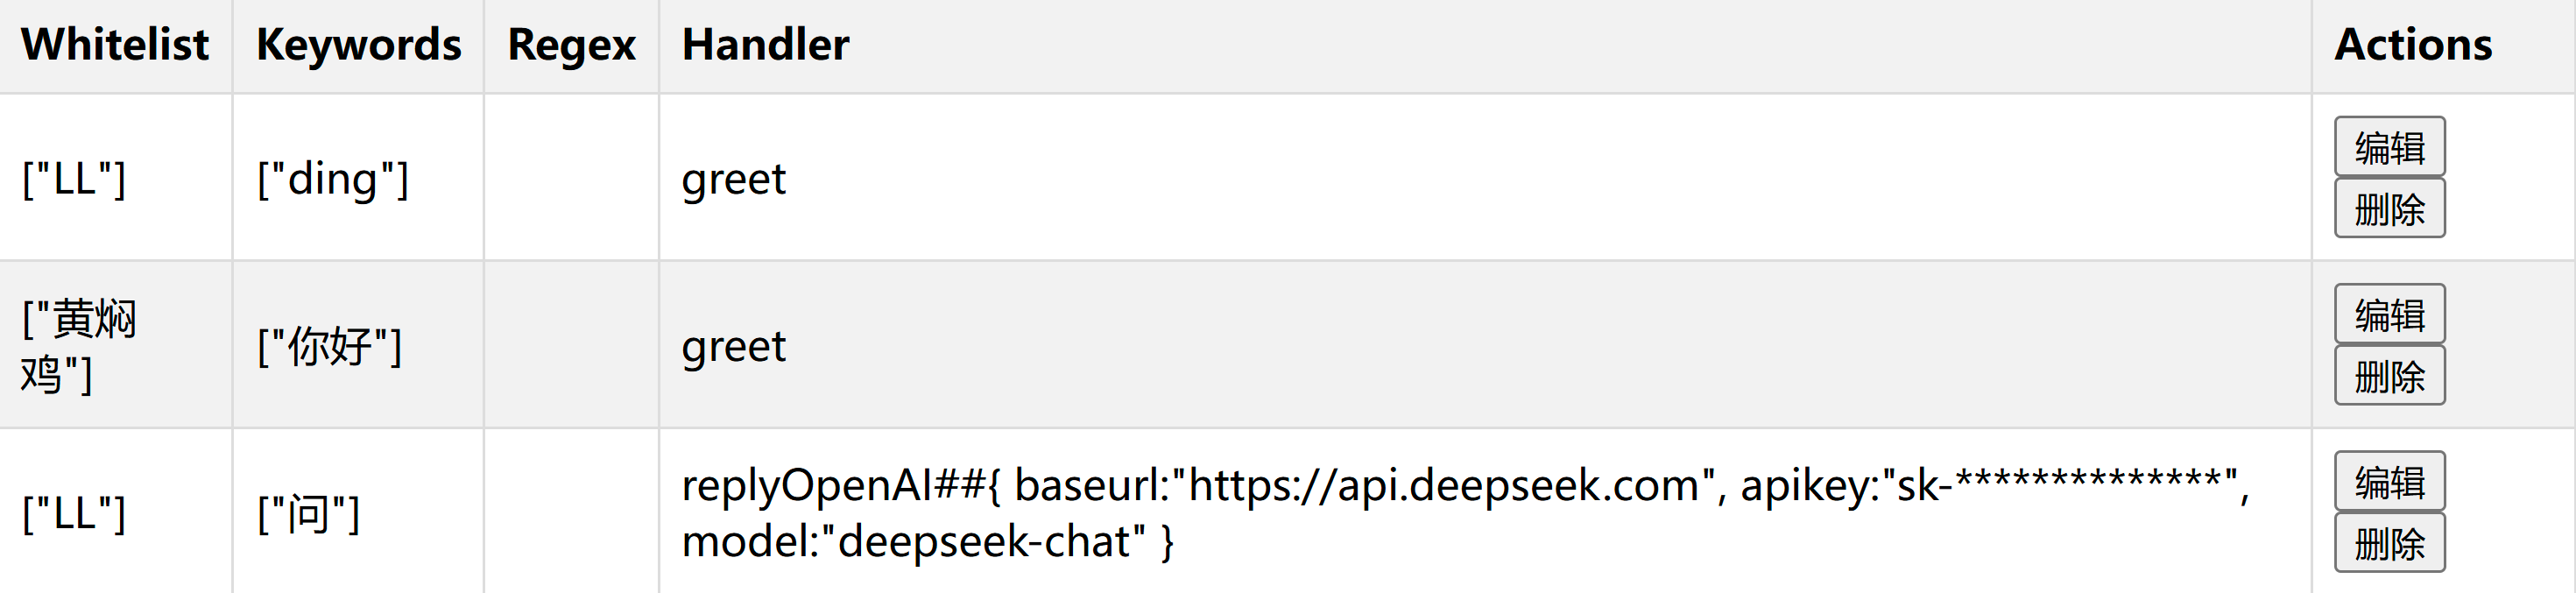 Whitelist Keywords Regex Handler Actions
["LL"] ["ding"] greet 编辑
删除
["黄焖
鸡"] ["你好"] greet 编辑
删除
["LL"] ["问"] replyOpenAI##{ baseurl:"https://api.deepseek.com", apikey:"sk-**************",
model:"deepseek-chat" } 编辑
删除